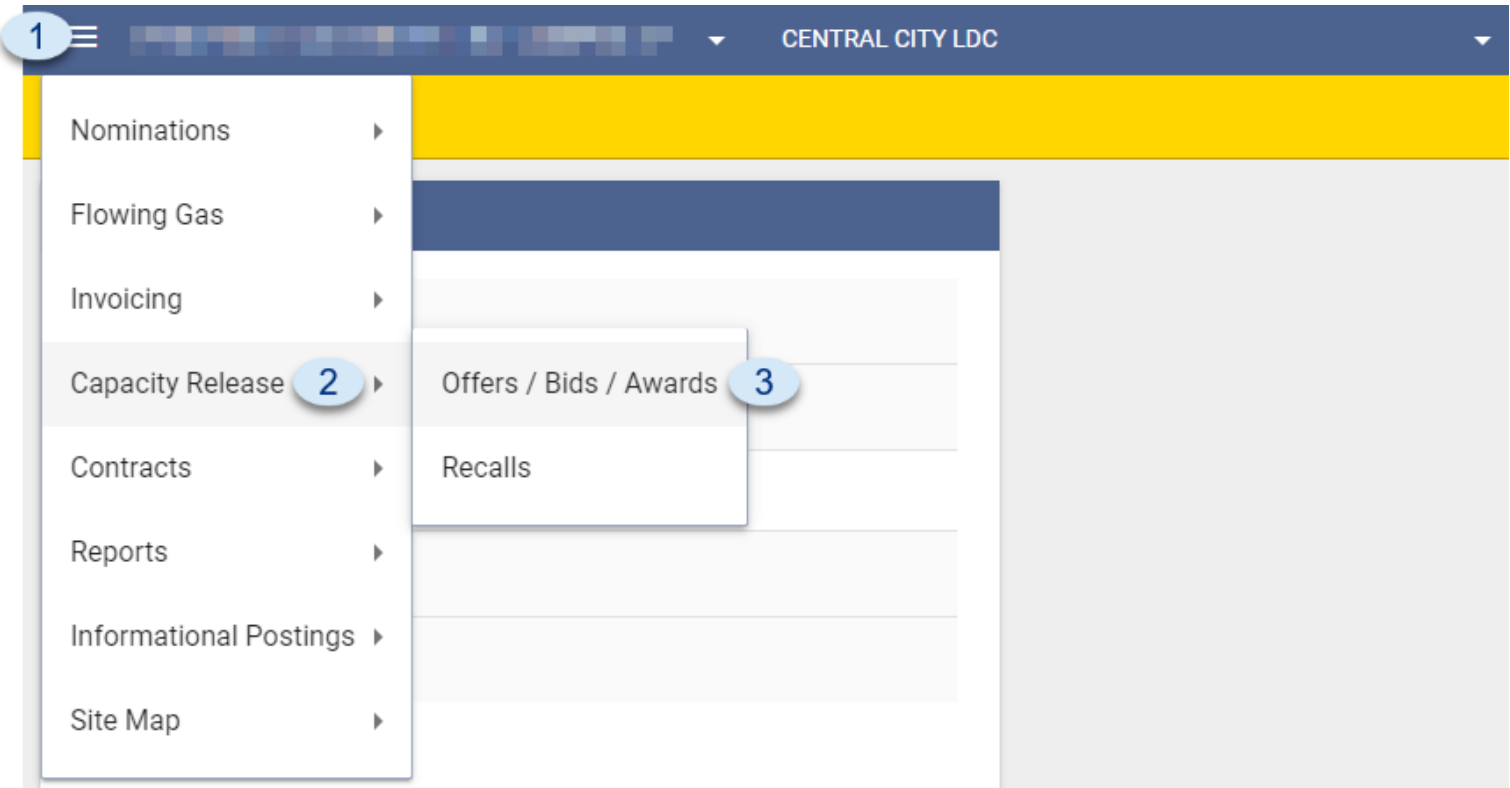 1 CENTRAL CITY LDC
Nominations
Flowing Gas
Invoicing
Capacity Release 2 Offers / Bids / Awards 3
Contracts Recalls
Reports
Informational Postings
Site Map